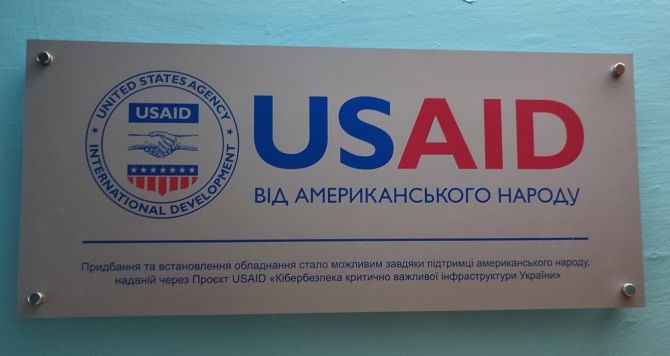 UNITED STATES AGENCY
USAID
INTERNATIONAL DEVELOPMENT
USAID
ВІД АМЕРИКАНСЬКОГО НАРОДУ
Придбання та встановлення обладнання стало можливим завдяки підтримці американського народу,
наданій через Проєкт USAID «Кібербезпека критично важливої інфраструктури України»